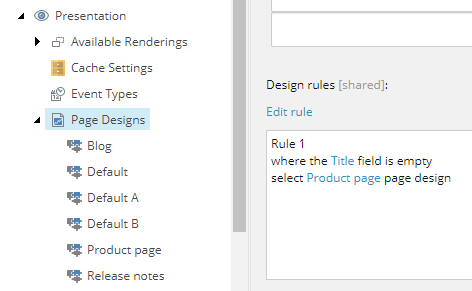 Presentation
Available Renderings
Cache Settings
Event Types
Page Designs
Blog
Default
Default A
Default B
Product page
Release notes
Design rules [shared]:
Edit rule
Rule 1
where the Title field is empty
select Product page page design